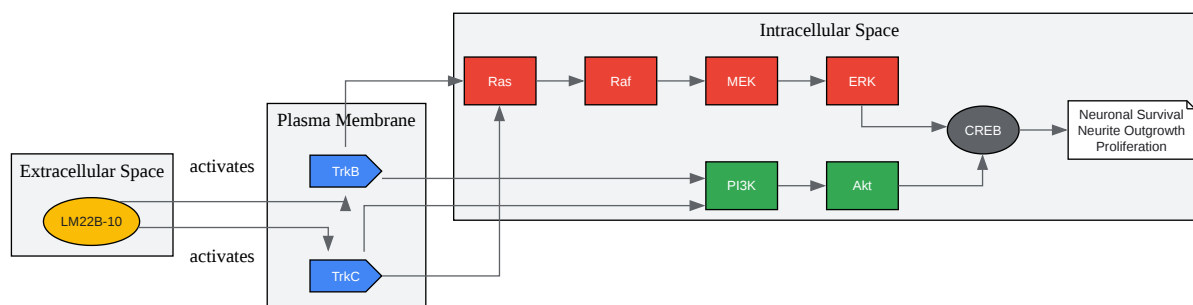 Intracellular Space
Ras
Raf
MEK
ERK
Plasma Membrane
CREB
Neuronal Survival
Neurite Outgrowth
Proliferation
activates
Extracellular Space
TrkB
PI3K
Akt
LM22B-10
activates
TrkC